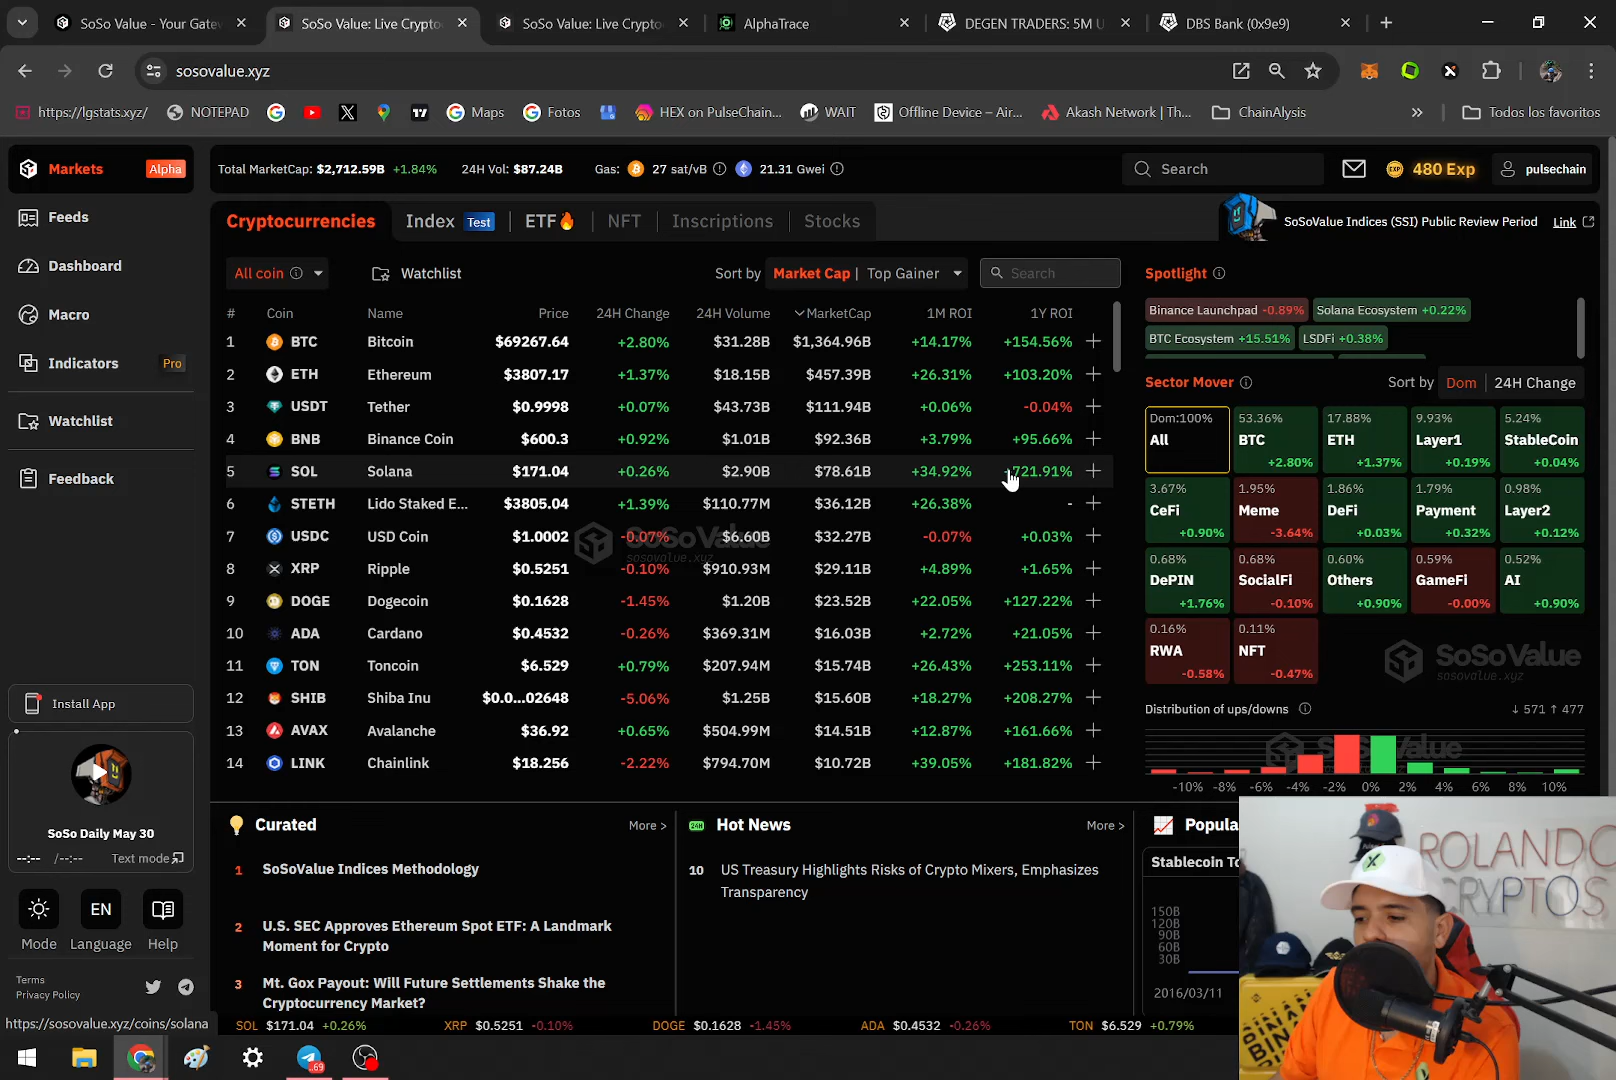 SoSo Value - Your Gatew
SoSo Value: Live Crypto
SoSo Value: Live Crypto
AlphaTrace
DEGEN TRADERS: 5M U
DBS Bank (0x9e9)
sosovalue.xyz
https://lgstats.xyz/
NOTEPAD
Maps
Fotos
HEX on PulseChain...
WAIT
Offline Device – Air...
Akash Network | Th...
ChainAlysis
Todos los favoritos
Markets Alpha
Total MarketCap: $2,712.59B +1.84% 24H Vol: $87.24B Gas: 27 sat/vB 21.31 Gwei
Search
480 Exp
pulsechain
Feeds
Dashboard
Macro
Indicators Pro
Watchlist
Feedback
Install App
SoSo Daily May 30
--:-- /--:-- Text mode
EN
Mode Language Help
Terms
Privacy Policy
https://sosovalue.xyz/coins/solana
Cryptocurrencies Index Test ETF NFT Inscriptions Stocks
SoSoValue Indices (SSI) Public Review Period Link
All coin Watchlist Sort by Market Cap | Top Gainer Search
# Coin Name Price 24H Change 24H Volume MarketCap 1M ROI 1Y ROI
1 BTC Bitcoin $69267.64 +2.80% $31.28B $1,364.96B +14.17% +154.56%
2 ETH Ethereum $3807.17 +1.37% $18.15B $457.39B +26.31% +103.20%
3 USDT Tether $0.9998 +0.07% $43.73B $111.94B +0.06% -0.04%
4 BNB Binance Coin $600.3 +0.92% $1.01B $92.36B +3.79% +95.66%
5 SOL Solana $171.04 +0.26% $2.90B $78.61B +34.92% +721.91%
6 STETH Lido Staked E... $3805.04 +1.39% $110.77M $36.12B +26.38% -
7 USDC USD Coin $1.0002 -0.07% $6.60B $32.27B -0.07% +0.03%
8 XRP Ripple $0.5251 -0.10% $910.93M $29.11B +4.89% +1.65%
9 DOGE Dogecoin $0.1628 -1.45% $1.20B $23.52B +22.05% +127.22%
10 ADA Cardano $0.4532 -0.26% $369.31M $16.03B +2.72% +21.05%
11 TON Toncoin $6.529 +0.79% $207.94M $15.74B +26.43% +253.11%
12 SHIB Shiba Inu $0.0...02648 -5.06% $1.25B $15.60B +18.27% +208.27%
13 AVAX Avalanche $36.92 +0.65% $504.99M $14.51B +12.87% +161.66%
14 LINK Chainlink $18.256 -2.22% $794.70M $10.72B +39.05% +181.82%
SoSoValue
sosovalue.xyz
Spotlight
Binance Launchpad -0.89% Solana Ecosystem +0.22%
BTC Ecosystem +15.51% LSDFi +0.38%
Sector Mover Sort by Dom | 24H Change
Dom:100% 53.36% 17.88% 9.93% 5.24%
All BTC ETH Layer1 StableCoin
+2.80% +1.37% +0.19% +0.04%
3.67% 1.95% 1.86% 1.79% 0.98%
CeFi Meme DeFi Payment Layer2
+0.90% -3.64% +0.03% +0.32% +0.12%
0.68% 0.68% 0.60% 0.59% 0.52%
DePIN SocialFi Others GameFi AI
+1.76% -0.10% +0.90% -0.00% +0.90%
0.16% 0.11%
RWA NFT
-0.58% -0.47%
SoSoValue
sosovalue.xyz
Distribution of ups/downs ↓ 571 ↑ 477
-10% -8% -6% -4% -2% 0% 2% 4% 6% 8% 10%
Curated More >
1 SoSoValue Indices Methodology
2 U.S. SEC Approves Ethereum Spot ETF: A Landmark
Moment for Crypto
3 Mt. Gox Payout: Will Future Settlements Shake the
Cryptocurrency Market?
24H Hot News More >
10 US Treasury Highlights Risks of Crypto Mixers, Emphasizes
Transparency
Popula
Stablecoin To
150B
120B
90B
60B
30B
2016/03/11
SOL $171.04 +0.26% XRP $0.5251 -0.10% DOGE $0.1628 -1.45% ADA $0.4532 -0.26% TON $6.529 +0.79%
ROLANDO
CRYPTOS
69